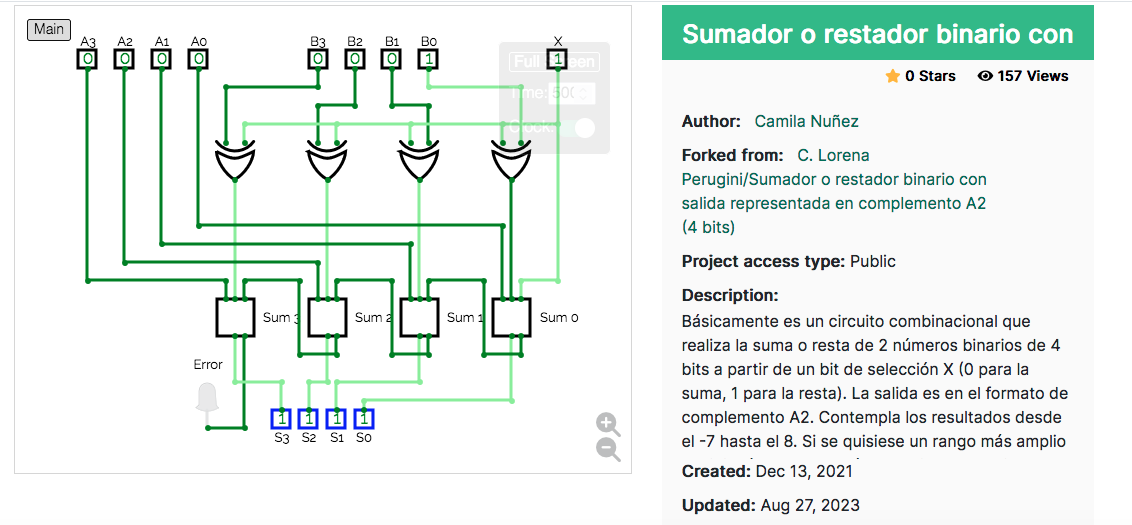 Main
A3 A2 A1 A0 B3 B2 B1 B0 X
0 0 0 0 0 0 0 1 1
Full Screen
Time: 500
Clock:
Sum 3 Sum 2 Sum 1 Sum 0
Error
1 1 1 1
S3 S2 S1 S0
Sumador o restador binario con
0 Stars 157 Views
Author: Camila Nuñez
Forked from: C. Lorena
Perugini/Sumador o restador binario con
salida representada en complemento A2
(4 bits)
Project access type: Public
Description:
Básicamente es un circuito combinacional que
realiza la suma o resta de 2 números binarios de 4
bits a partir de un bit de selección X (0 para la
suma, 1 para la resta). La salida es en el formato de
complemento A2. Contempla los resultados desde
el -7 hasta el 8. Si se quisiese un rango más amplio
Created: Dec 13, 2021
Updated: Aug 27, 2023